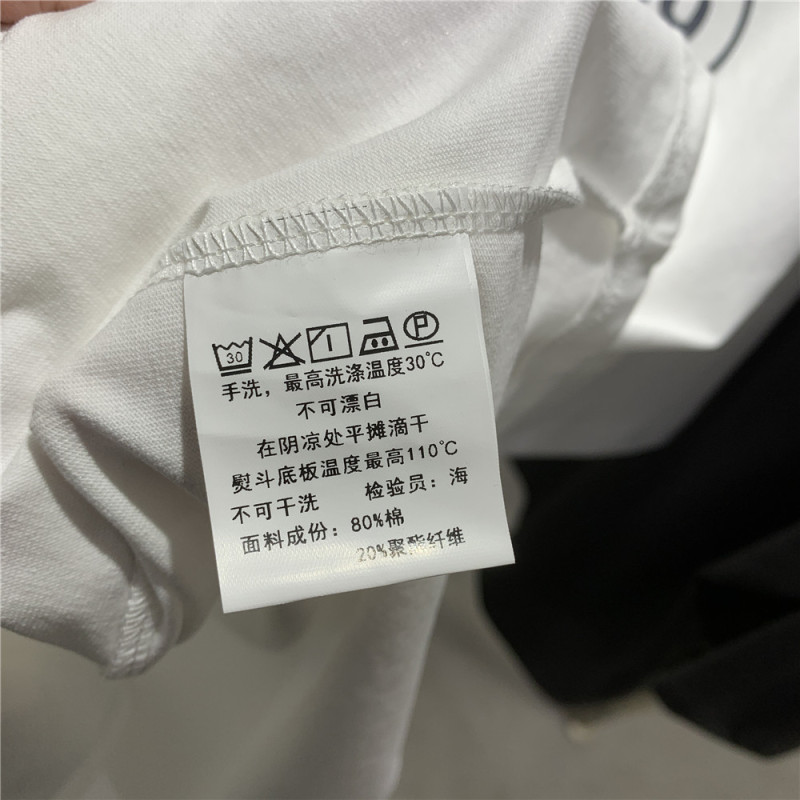 30
P
手洗，最高洗涤温度30℃
不可漂白
在阴凉处平摊滴干
熨斗底板温度最高110℃
不可干洗 检验员：海
面料成份：80%棉
20%聚酯纤维